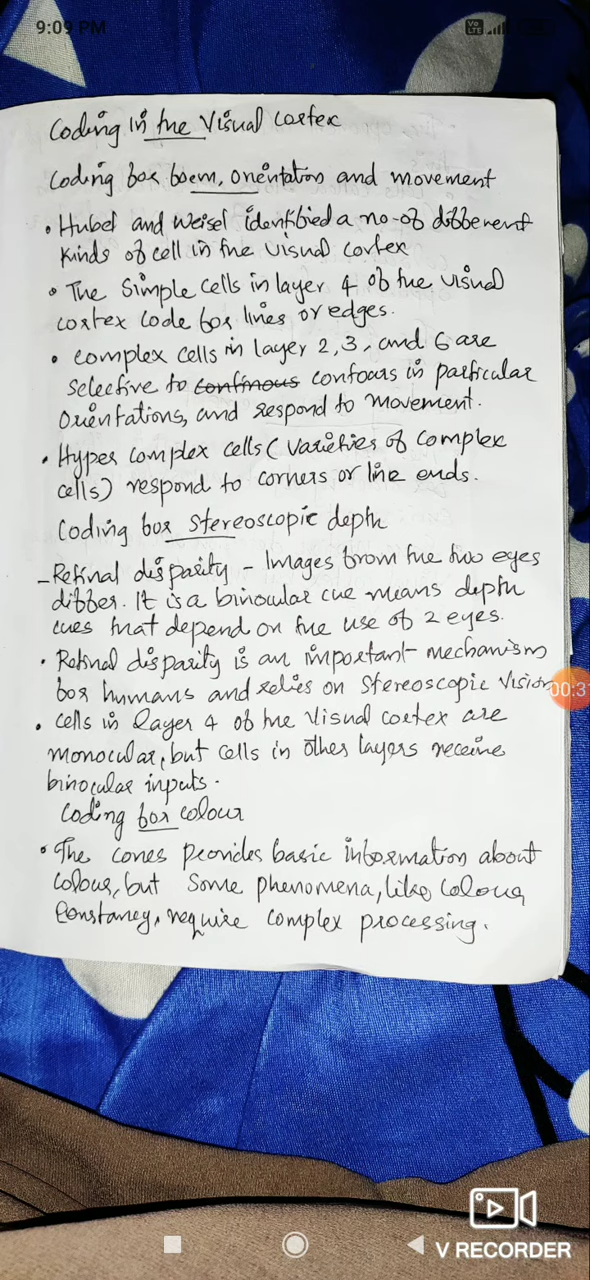 9:09 PM
Vo LTE
Coding in the Visual cortex
Coding for form, orientation and movement
• Hubel and Weisel identified a no-of different
kinds of cell in the visual cortex
• The Simple cells in layer 4 of the visual
cortex code for lines or edges.
• complex cells in layer 2, 3, and 6 are
selective to continous contours in particular
orientations, and respond to movement.
• Hyper complex cells (varieties of complex
cells) respond to corners or line ends.
Coding for Stereoscopic depth
- Retinal disparity - Images from the two eyes
differ. It is a binocular cue means depth
cues that depend on the use of 2 eyes.
• Retinal disparity is an important mechanism
for humans and relies on Stereoscopic Vision
00:31
• cells in layer 4 of the visual cortex are
monocular, but cells in other layers receive
binocular inputs.
Coding for colour
• The cones provides basic information about
colour, but Some phenomena, like colour
Constancy, require complex processing.
V RECORDER